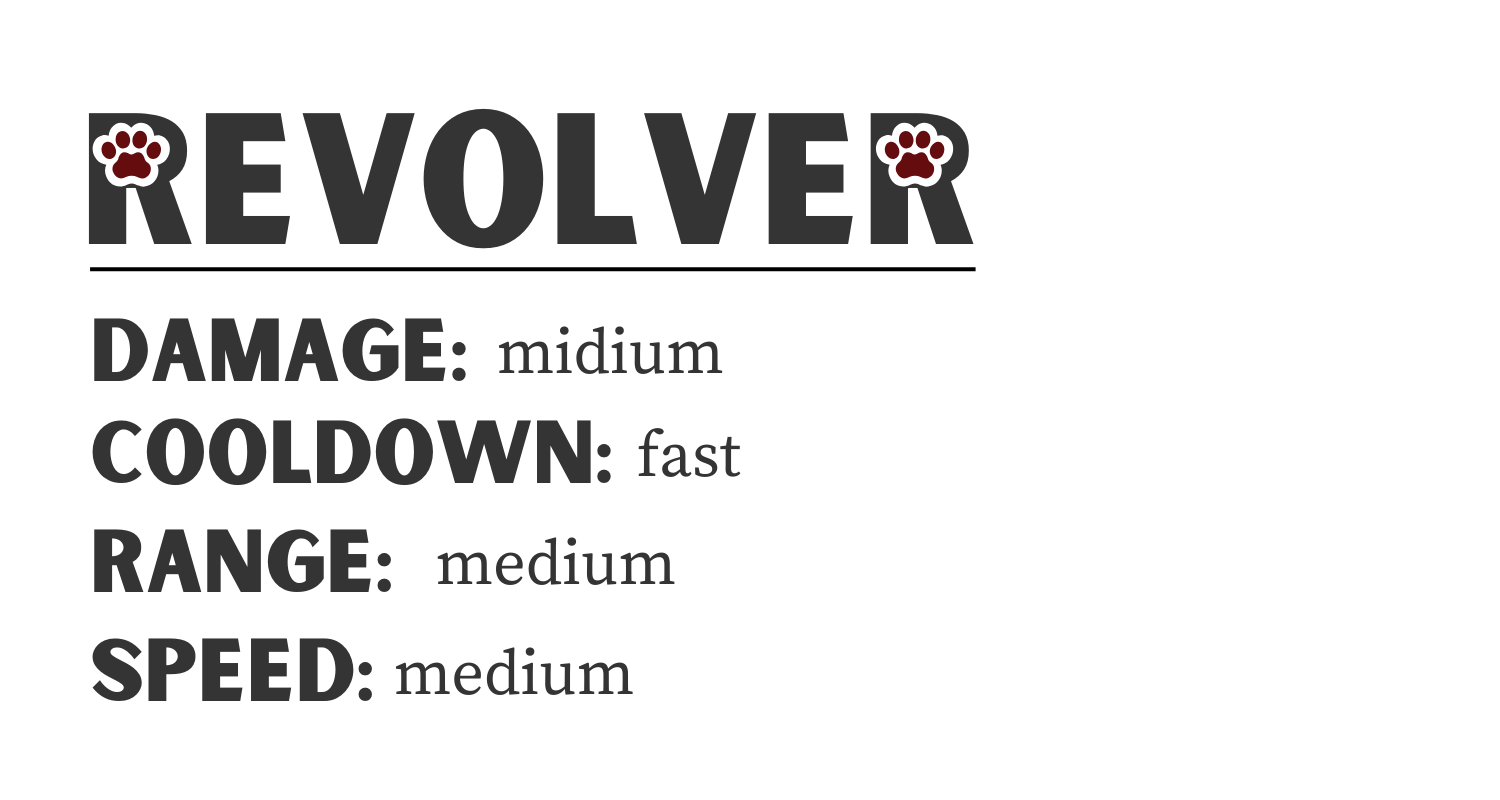 REVOLVER
DAMAGE: midium
COOLDOWN: fast
RANGE: medium
SPEED: medium